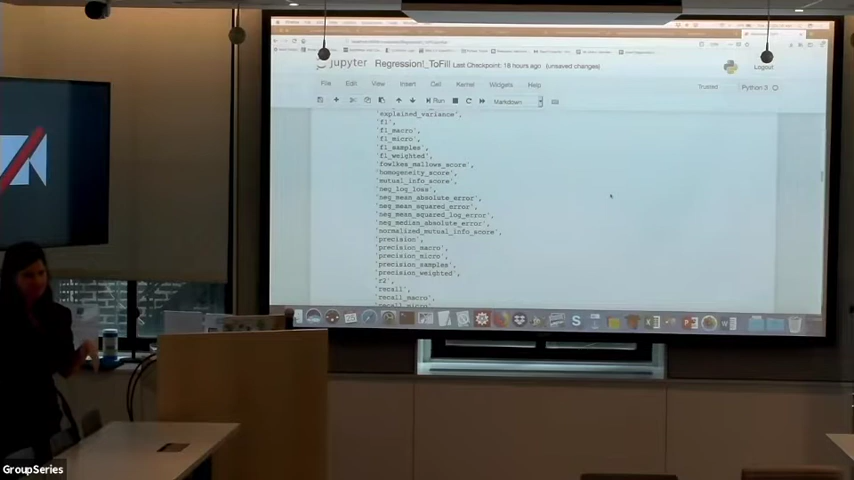 jupyter Regression_ToFill Last Checkpoint: 18 hours ago (unsaved changes)
Logout
File Edit View Insert Cell Kernel Widgets Help
Trusted Python 3
Run Markdown
'explained_variance',
'f1',
'f1_macro',
'f1_micro',
'f1_samples',
'f1_weighted',
'fowlkes_mallows_score',
'homogeneity_score',
'mutual_info_score',
'neg_log_loss',
'neg_mean_absolute_error',
'neg_mean_squared_error',
'neg_mean_squared_log_error',
'neg_median_absolute_error',
'normalized_mutual_info_score',
'precision',
'precision_macro',
'precision_micro',
'precision_samples',
'precision_weighted',
'r2',
'recall',
'recall_macro',
'recall_micro',
GroupSeries